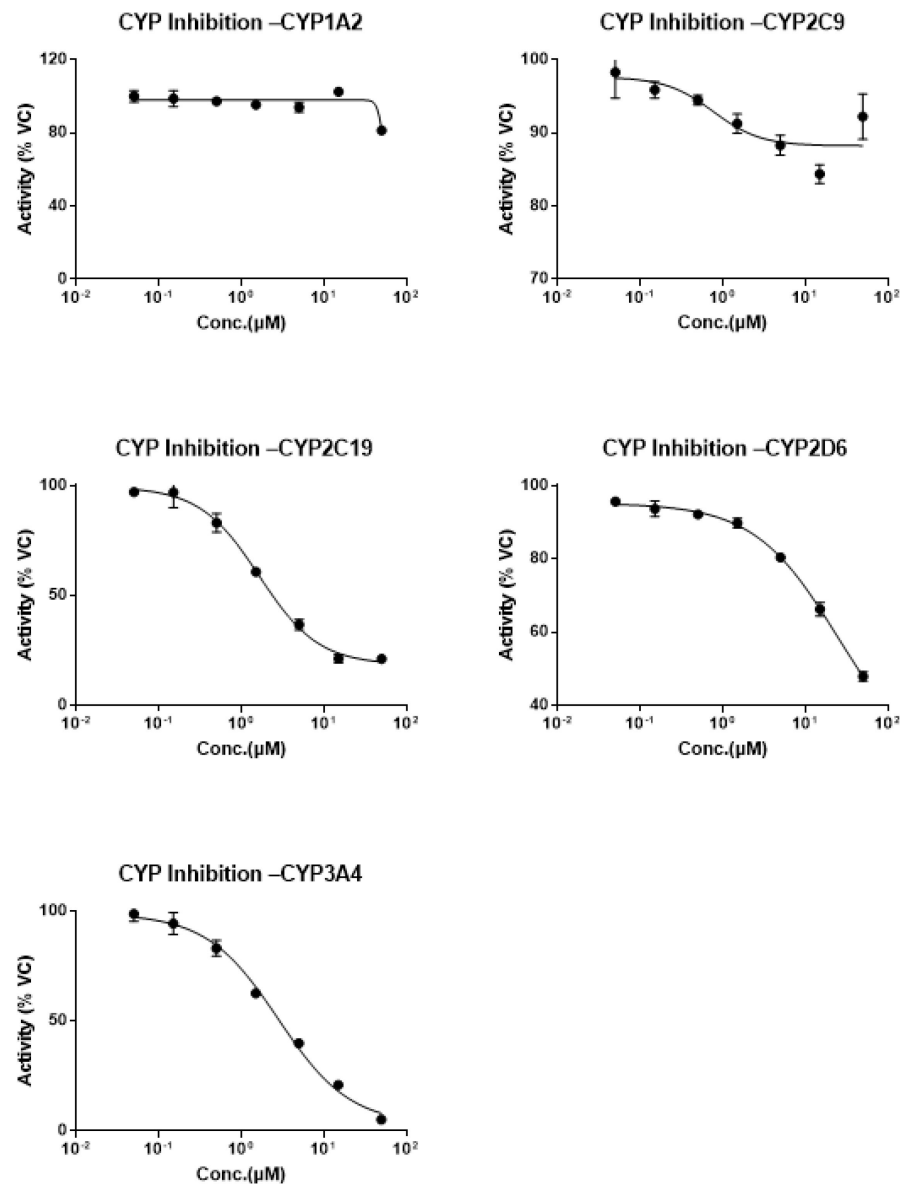 CYP Inhibition –CYP1A2
120
80
40
0
Activity (% VC)
10⁻² 10⁻¹ 10⁰ 10¹ 10²
Conc.(µM)
CYP Inhibition –CYP2C9
100
90
80
70
Activity (% VC)
10⁻² 10⁻¹ 10⁰ 10¹ 10²
Conc.(µM)
CYP Inhibition –CYP2C19
100
50
0
Activity (% VC)
10⁻² 10⁻¹ 10⁰ 10¹ 10²
Conc.(µM)
CYP Inhibition –CYP2D6
100
80
60
40
Activity (% VC)
10⁻² 10⁻¹ 10⁰ 10¹ 10²
Conc.(µM)
CYP Inhibition –CYP3A4
100
50
0
Activity (% VC)
10⁻² 10⁻¹ 10⁰ 10¹ 10²
Conc.(µM)